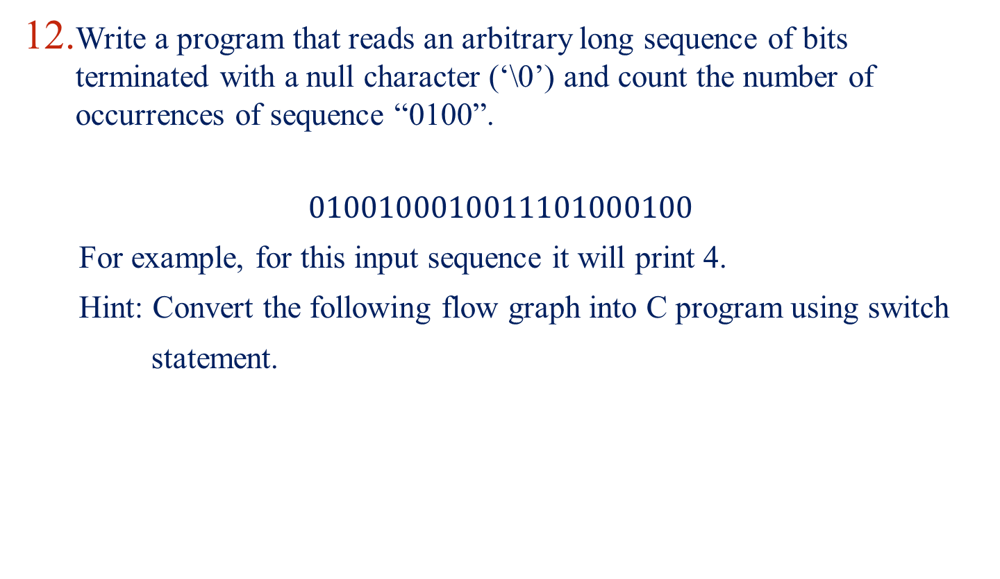 12. Write a program that reads an arbitrary long sequence of bits
terminated with a null character (‘\0’) and count the number of
occurrences of sequence “0100”.
0100100010011101000100
For example, for this input sequence it will print 4.
Hint: Convert the following flow graph into C program using switch
statement.